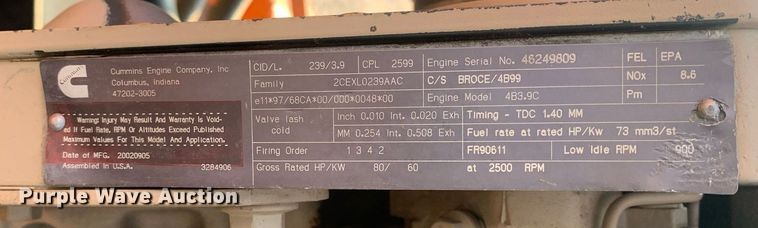 Cummins
Cummins Engine Company, Inc
Columbus, Indiana
47202-3005
Warning: Injury May Result And Warranty Is Void-
ed If Fuel Rate, RPM Or Altitudes Exceed Published
Maximum Values For This Model And Application.
Date of MFG. 20020905
Assembled in U.S.A. 3284906
CID/L. 239/3.9 CPL 2599 Engine Serial No. 46249809
Family 2CEXL0239AAC C/S BROCE/4B99
e11*97/68CA*00/000*0048*00 Engine Model 4B3.9C
Valve lash cold Inch 0.010 Int. 0.020 Exh Timing - TDC 1.40 MM
MM 0.254 Int. 0.508 Exh Fuel rate at rated HP/Kw 73 mm3/st
Firing Order 1 3 4 2 FR90611 Low Idle RPM 900
Gross Rated HP/KW 80/ 60 at 2500 RPM
FEL EPA
NOx 8.6
Pm
Purple Wave Auction